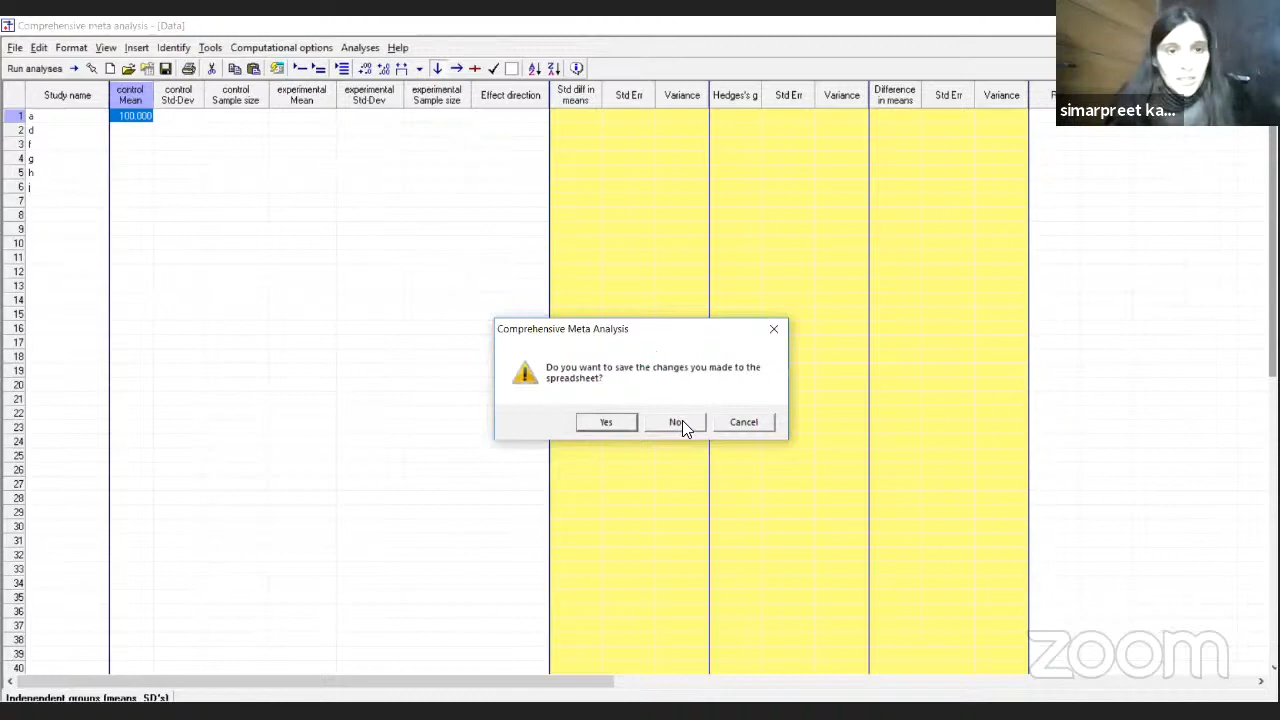 Comprehensive meta analysis - [Data]
File Edit Format View Insert Identify Tools Computational options Analyses Help
Run analyses
simarpreet ka...
Study name control Mean control Std-Dev control Sample size experimental Mean experimental Std-Dev experimental Sample size Effect direction Std diff in means Std Err Variance Hedges's g Std Err Variance Difference in means Std Err Variance
1 a 100.000
2 d
3 f
4 g
5 h
6 j
7
8
9
10
11
12
13
14
15
16
17
18
19
20
21
22
23
24
25
26
27
28
29
30
31
32
33
34
35
36
37
38
39
40
Comprehensive Meta Analysis
Do you want to save the changes you made to the
spreadsheet?
Yes No Cancel
zoom
Independent groups (means, SD's)